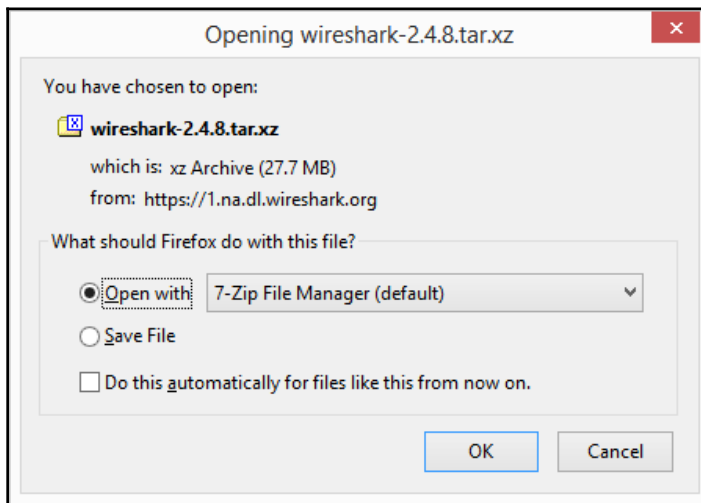 Opening wireshark-2.4.8.tar.xz
You have chosen to open:
wireshark-2.4.8.tar.xz
which is: xz Archive (27.7 MB)
from: https://1.na.dl.wireshark.org
What should Firefox do with this file?
Open with 7-Zip File Manager (default)
Save File
Do this automatically for files like this from now on.
OK Cancel